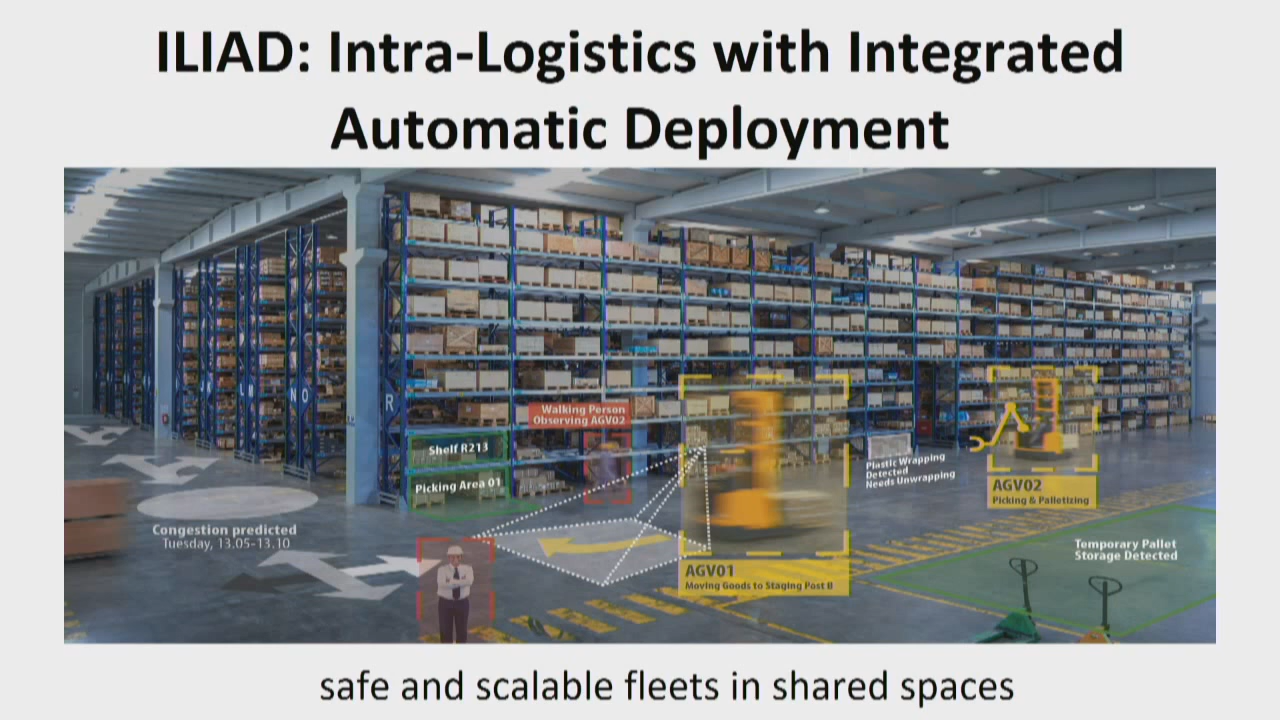 ILIAD: Intra-Logistics with Integrated
Automatic Deployment
NO
R
Walking Person
Observing AGV02
Shelf R213
Picking Area 01
Plastic Wrapping
Detected
Needs Unwrapping
AGV02
Picking & Palletizing
Congestion predicted
Tuesday, 13.05-13.10
Temporary Pallet
Storage Detected
AGV01
Moving Goods to Staging Post B
safe and scalable fleets in shared spaces